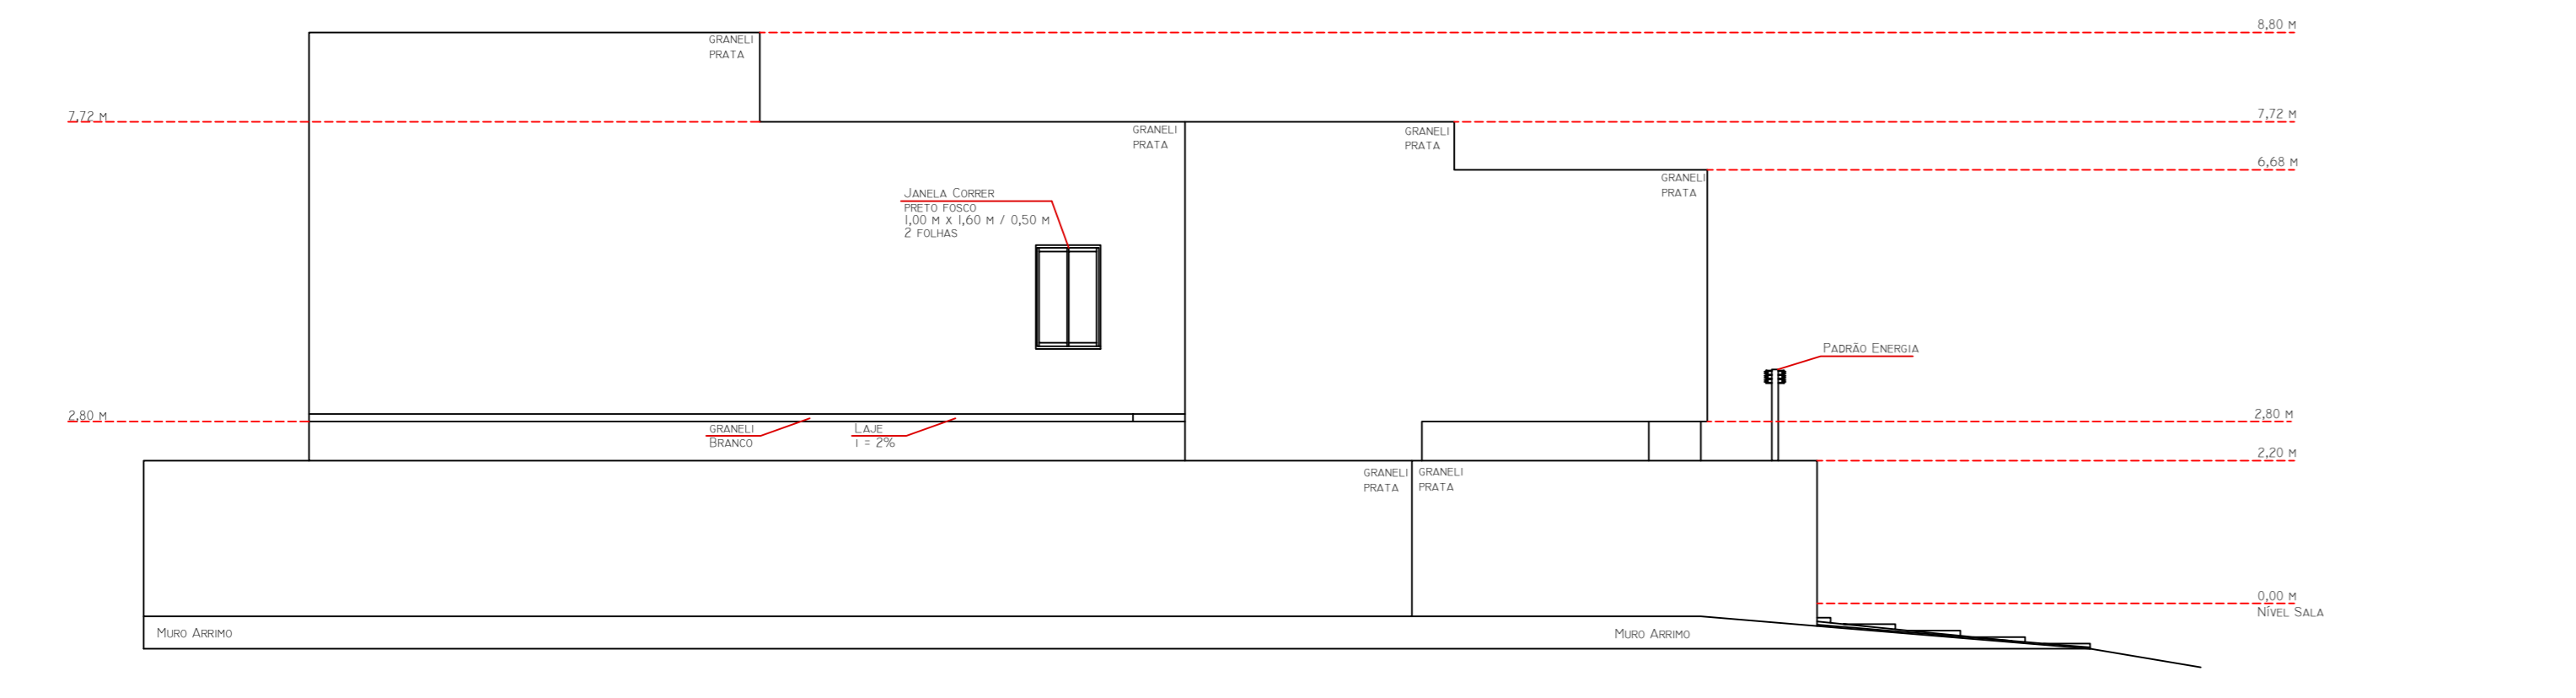 8,80 M
GRANELI
PRATA
7,72 M
7,72 M
GRANELI
PRATA
GRANELI
PRATA
6,68 M
GRANELI
PRATA
JANELA CORRER
PRETO FOSCO
1,00 M X 1,60 M / 0,50 M
2 FOLHAS
PADRÃO ENERGIA
2,80 M
2,80 M
GRANELI
BRANCO
LAJE
I = 2%
2,20 M
GRANELI
PRATA
GRANELI
PRATA
0,00 M
NÍVEL SALA
MURO ARRIMO
MURO ARRIMO